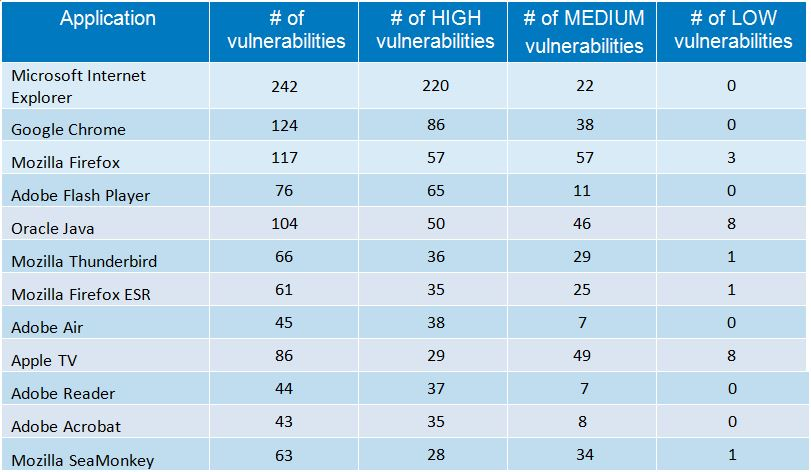 Application # of vulnerabilities # of HIGH vulnerabilities # of MEDIUM vulnerabilities # of LOW vulnerabilities
Microsoft Internet Explorer 242 220 22 0
Google Chrome 124 86 38 0
Mozilla Firefox 117 57 57 3
Adobe Flash Player 76 65 11 0
Oracle Java 104 50 46 8
Mozilla Thunderbird 66 36 29 1
Mozilla Firefox ESR 61 35 25 1
Adobe Air 45 38 7 0
Apple TV 86 29 49 8
Adobe Reader 44 37 7 0
Adobe Acrobat 43 35 8 0
Mozilla SeaMonkey 63 28 34 1